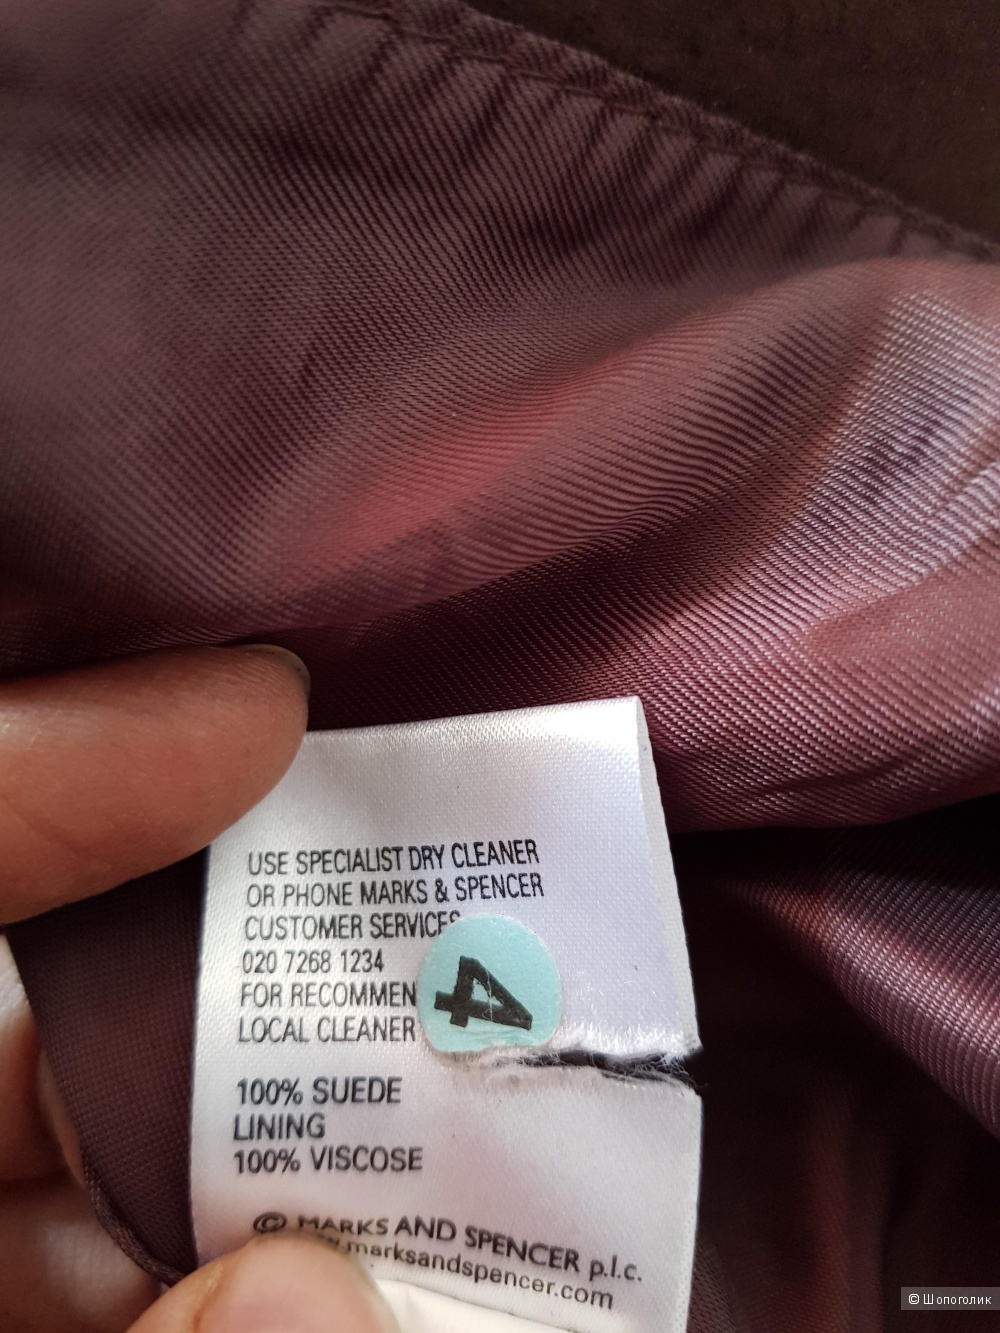 USE SPECIALIST DRY CLEANER
OR PHONE MARKS & SPENCER
CUSTOMER SERVICES
020 7268 1234
FOR RECOMMEN
LOCAL CLEANER
4
100% SUEDE
LINING
100% VISCOSE
© MARKS AND SPENCER p.l.c.
marksandspencer.com
© Шопоголик